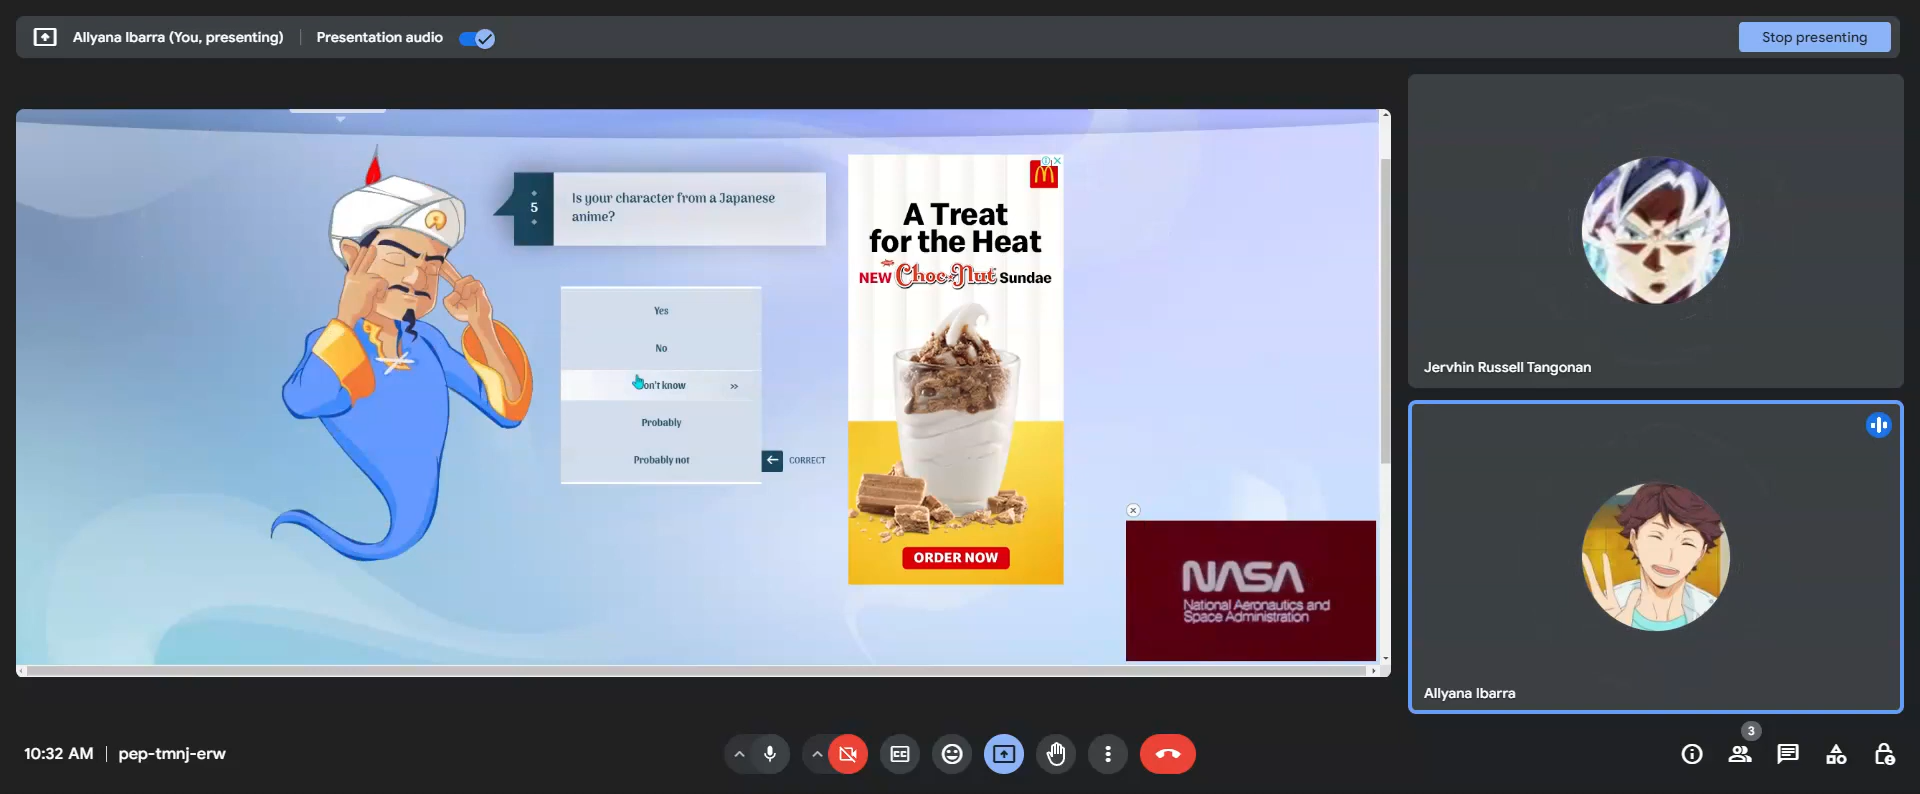 Allyana Ibarra (You, presenting)
Presentation audio
Stop presenting
5
Is your character from a Japanese
anime?
Yes
No
on't know
Probably
Probably not
CORRECT
A Treat
for the Heat
NEW Choc Nut Sundae
ORDER NOW
NASA
National Aeronautics and
Space Administration
Jervhin Russell Tangonan
Allyana Ibarra
10:32 AM
pep-tmnj-erw
3